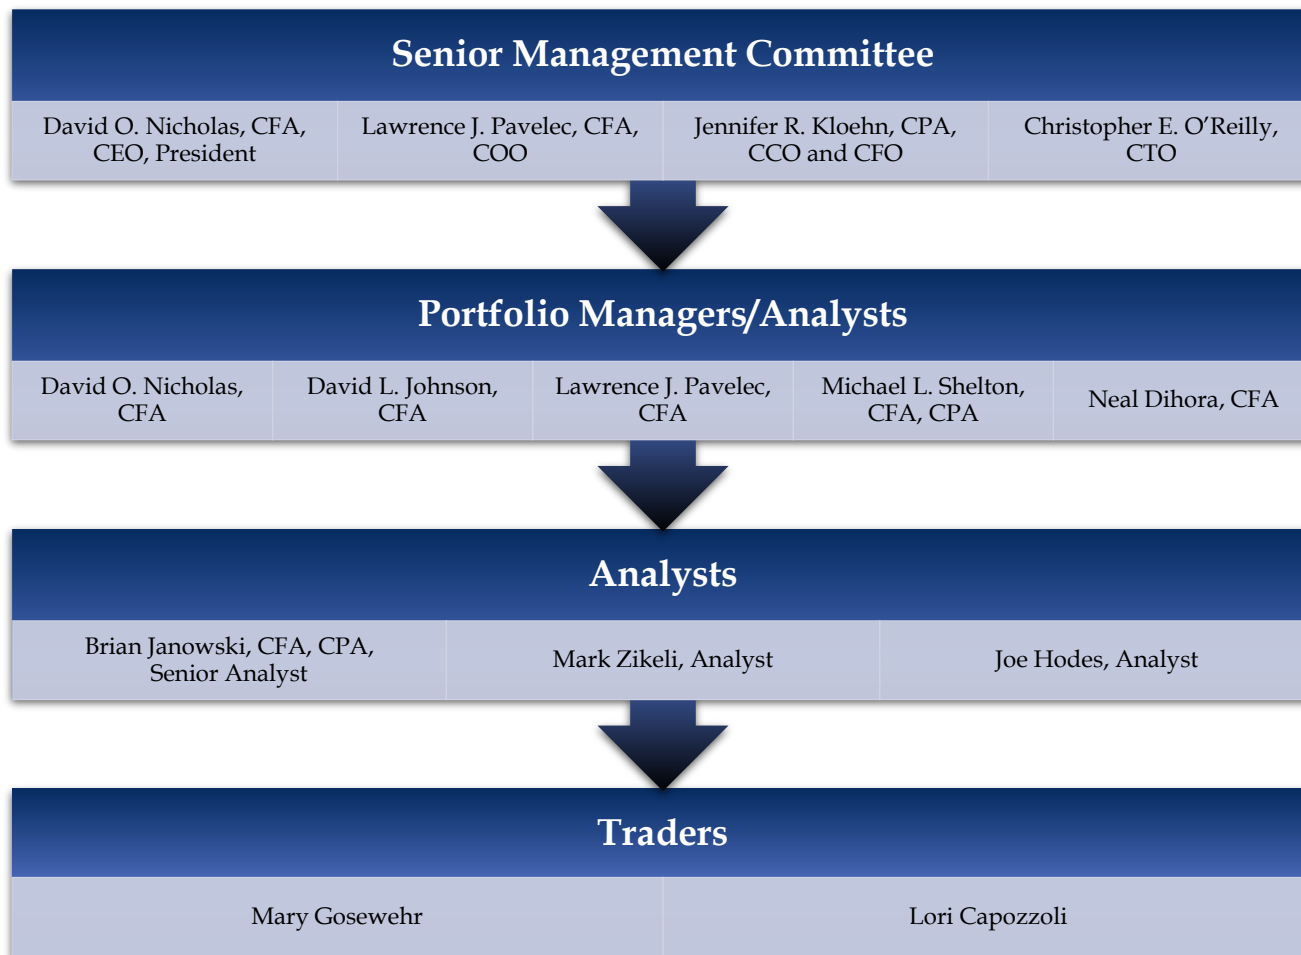 Senior Management Committee
David O. Nicholas, CFA,
CEO, President
Lawrence J. Pavelec, CFA,
COO
Jennifer R. Kloehn, CPA,
CCO and CFO
Christopher E. O’Reilly,
CTO
Portfolio Managers/Analysts
David O. Nicholas,
CFA
David L. Johnson,
CFA
Lawrence J. Pavelec,
CFA
Michael L. Shelton,
CFA, CPA
Neal Dihora, CFA
Analysts
Brian Janowski, CFA, CPA,
Senior Analyst
Mark Zikeli, Analyst
Joe Hodes, Analyst
Traders
Mary Gosewehr
Lori Capozzoli